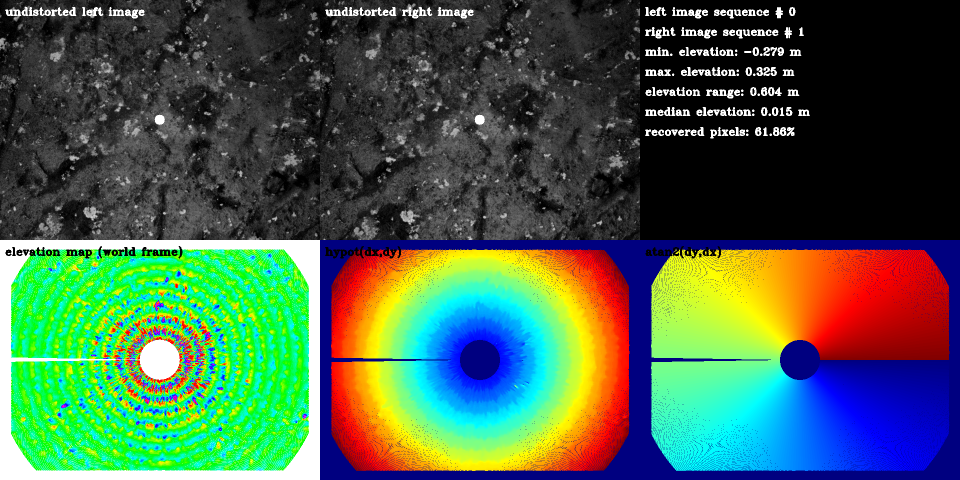 undistorted left image
undistorted right image
left image sequence # 0
right image sequence # 1
min. elevation: -0.279 m
max. elevation: 0.325 m
elevation range: 0.604 m
median elevation: 0.015 m
recovered pixels: 61.86%
elevation map (world frame)
hypot(dx,dy)
atan2(dy,dx)